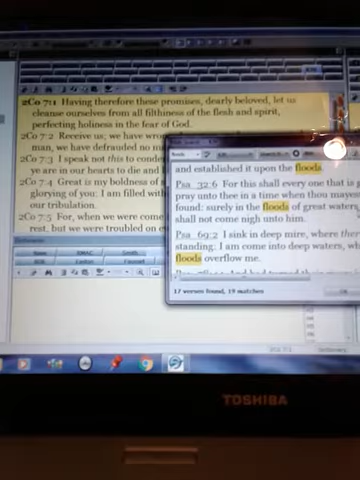 2Co 7:1 Having therefore these promises, dearly beloved, let us
cleanse ourselves from all filthiness of the flesh and spirit,
perfecting holiness in the fear of God.
2Co 7:2 Receive us; we have wro
man, we have defrauded no m
2Co 7:3 I speak not this to conde
ye are in our hearts to die and l
2Co 7:4 Great is my boldness of s
glorying of you: I am filled wit
our tribulation.
2Co 7:5 For, when we were come
rest, but we were troubled on e
and established it upon the floods.
Psa 32:6 For this shall every one that is g
pray unto thee in a time when thou mayes
found: surely in the floods of great waters
shall not come nigh unto him.
Psa 69:2 I sink in deep mire, where ther
standing: I am come into deep waters, wh
floods overflow me.
17 verses found, 19 matches
Smith
TOSHIBA